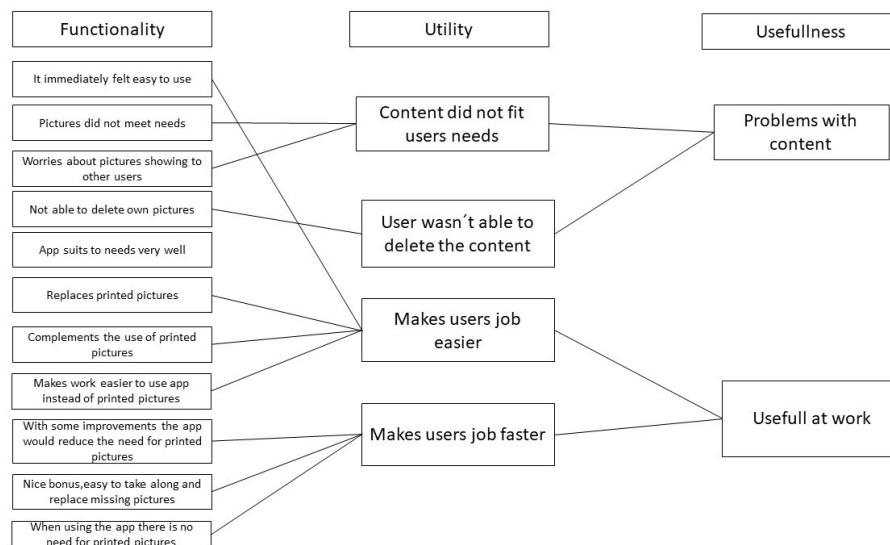 Functionality
Utility
Usefullness
It immediately felt easy to use
Pictures did not meet needs
Worries about pictures showing to
other users
Not able to delete own pictures
App suits to needs very well
Replaces printed pictures
Complements the use of printed
pictures
Makes work easier to use app
instead of printed pictures
With some improvements the app
would reduce the need for printed
pictures
Nice bonus,easy to take along and
replace missing pictures
When using the app there is no
need for printed pictures
Content did not fit
users needs
User wasn´t able to
delete the content
Makes users job
easier
Makes users job faster
Problems with
content
Usefull at work